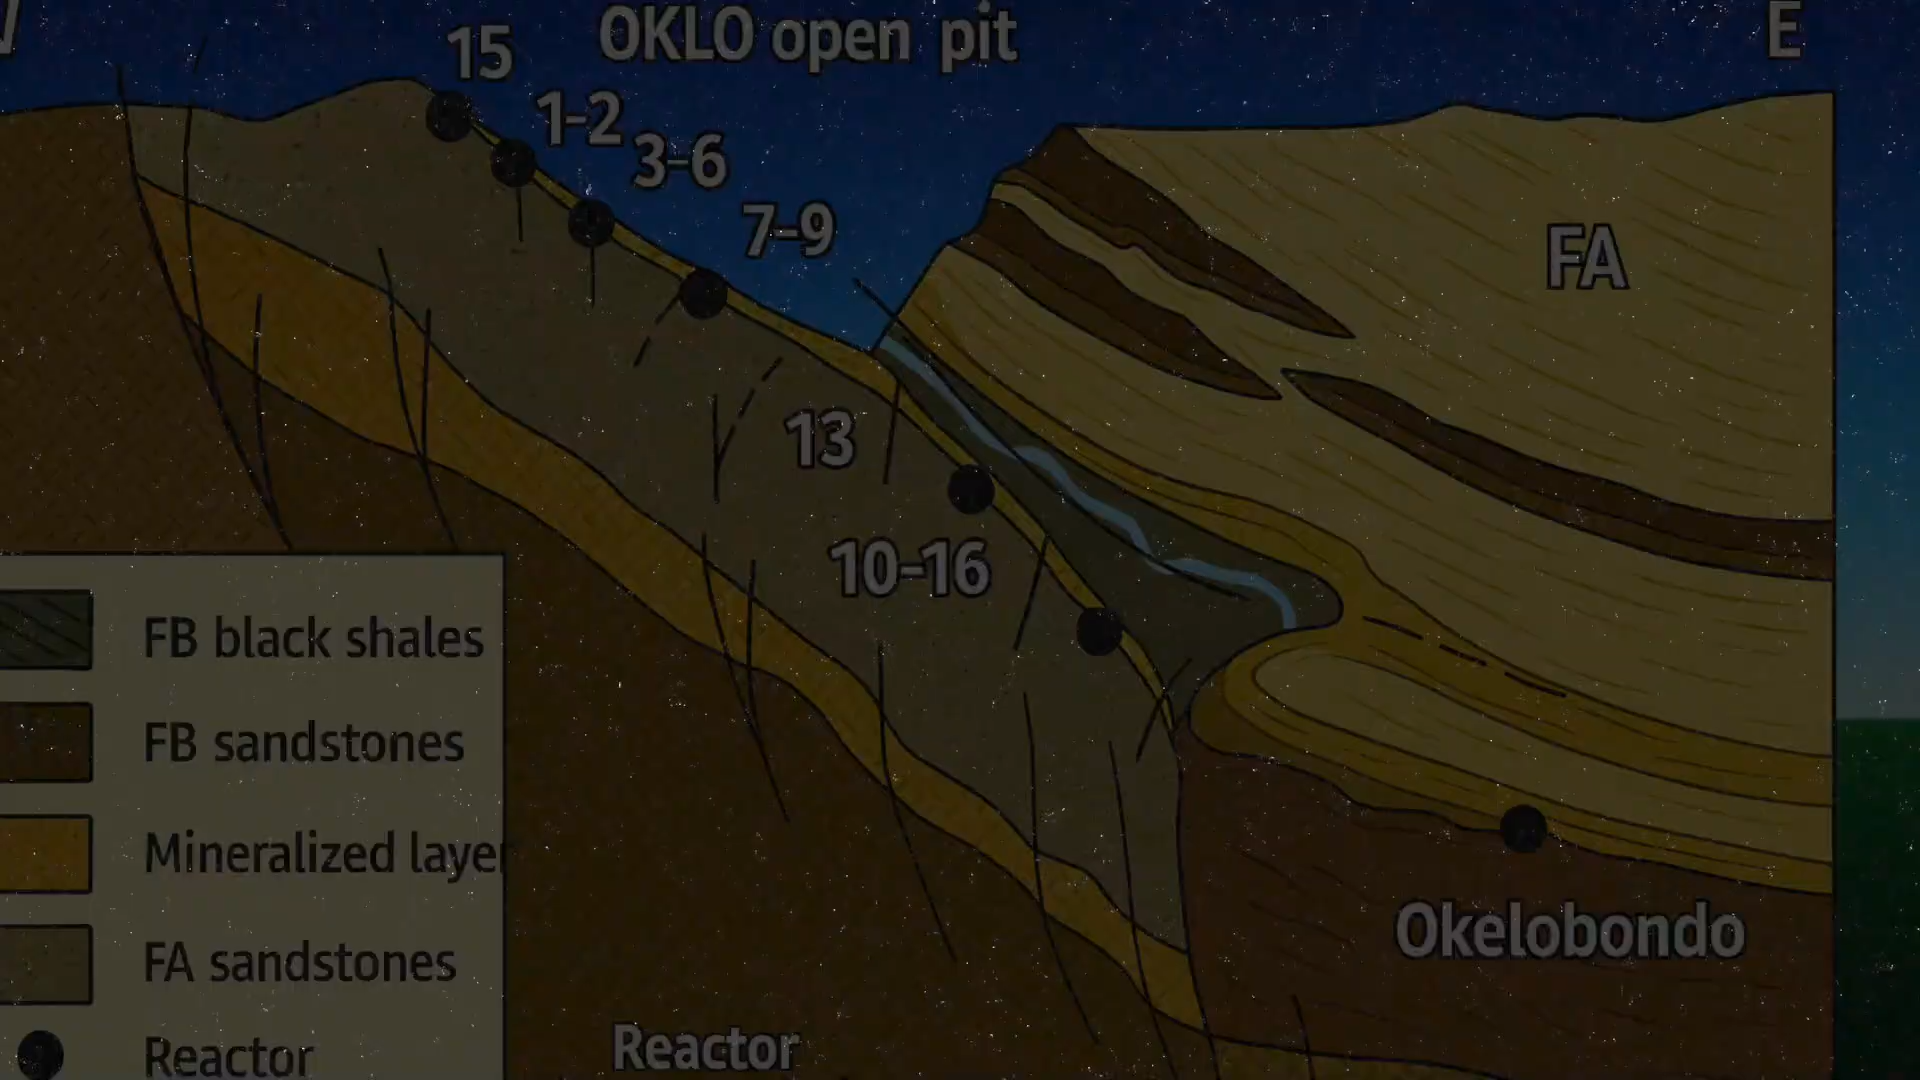 OKLO open pit
E
15
1-2
3-6
7-9
FA
13
10-16
FB black shales
FB sandstones
Mineralized layer
FA sandstones
Okelobondo
Reactor
Reactor